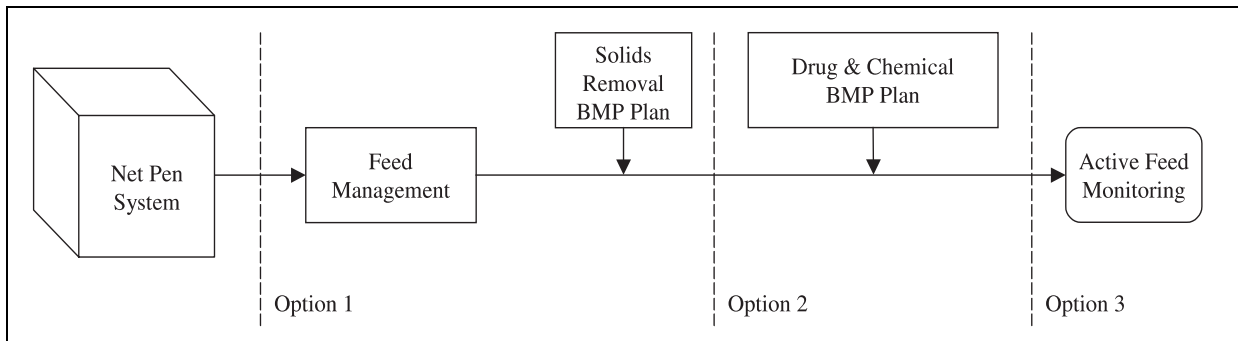 Net Pen
System
Feed
Management
Solids
Removal
BMP Plan
Drug & Chemical
BMP Plan
Active Feed
Monitoring
Option 1
Option 2
Option 3